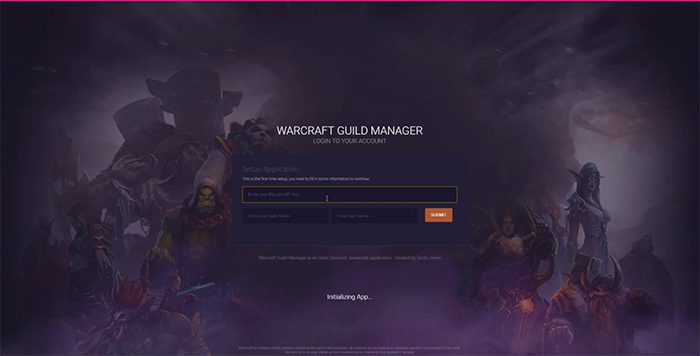 WARCRAFT GUILD MANAGER
LOGIN TO YOUR ACCOUNT
Setup Application
This is the first time setup, you need to fill in some information to continue
Enter your Blizzard API Key
Enter your Guild Name
Enter your Server
SUBMIT
Warcraft Guild Manager is an Open Sourced Javascript application. Created by Scott Jones
Initializing App...